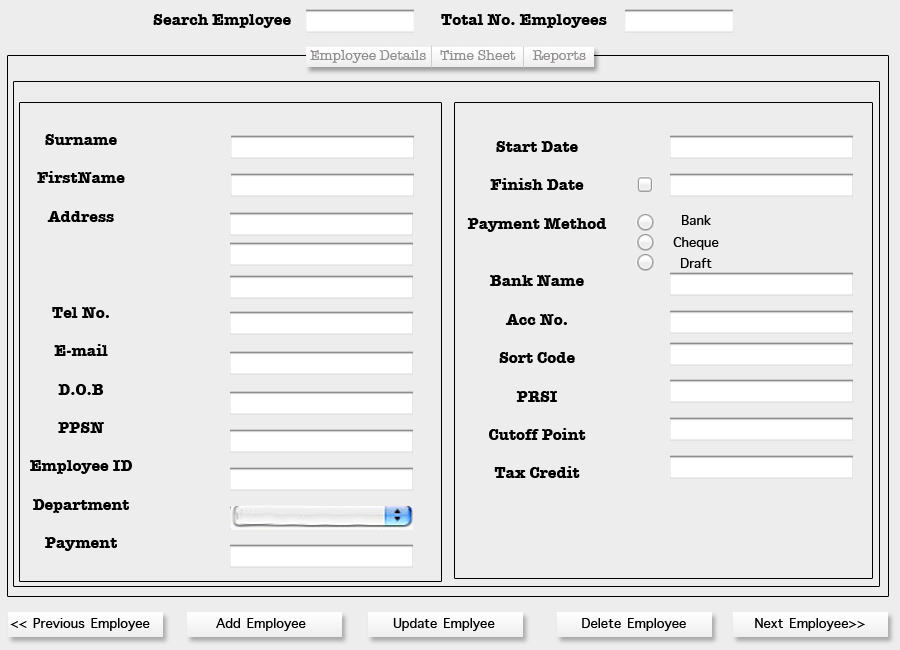 Search Employee Total No. Employees
Employee Details Time Sheet Reports
Surname
FirstName
Address
Tel No.
E-mail
D.O.B
PPSN
Employee ID
Department
Payment
Start Date
Finish Date
Payment Method
Bank
Cheque
Draft
Bank Name
Acc No.
Sort Code
PRSI
Cutoff Point
Tax Credit
<< Previous Employee Add Employee Update Emplyee Delete Employee Next Employee>>